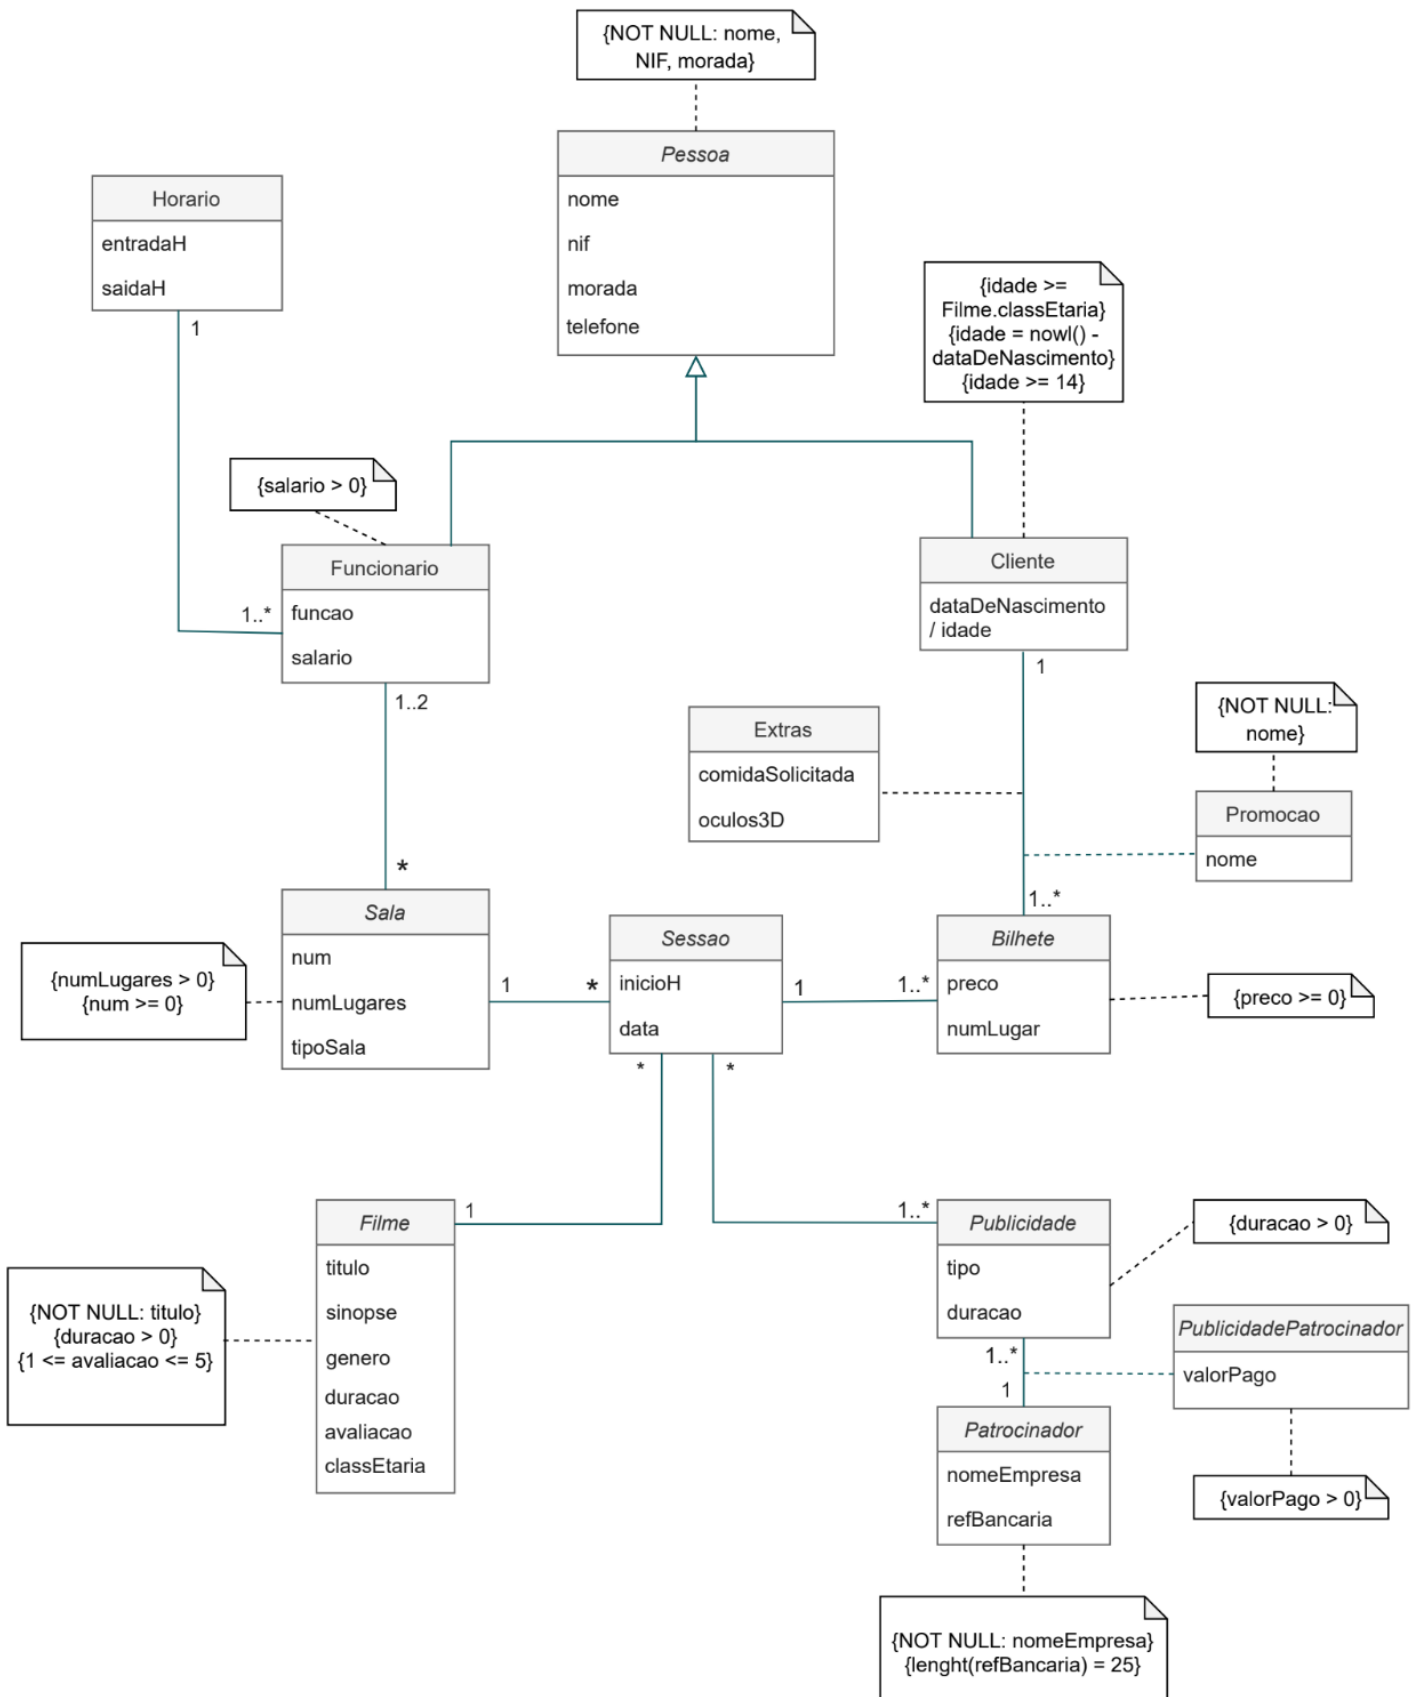 {NOT NULL: nome,
NIF, morada}
Pessoa
nome
nif
morada
telefone
Horario
entradaH
saidaH
1
{idade >=
Filme.classEtaria}
{idade = nowl() -
dataDeNascimento}
{idade >= 14}
{salario > 0}
Funcionario
funcao
salario
1..*
1..2
Cliente
dataDeNascimento
/ idade
1
Extras
comidaSolicitada
oculos3D
{NOT NULL:
nome}
Promocao
nome
*
1..*
Sala
num
numLugares
tipoSala
{numLugares > 0}
{num >= 0}
1
*
Sessao
inicioH
data
1
1..*
Bilhete
preco
numLugar
{preco >= 0}
*
*
Filme
titulo
sinopse
genero
duracao
avaliacao
classEtaria
1
{NOT NULL: titulo}
{duracao > 0}
{1 <= avaliacao <= 5}
1..*
Publicidade
tipo
duracao
{duracao > 0}
PublicidadePatrocinador
valorPago
1..*
1
Patrocinador
nomeEmpresa
refBancaria
{valorPago > 0}
{NOT NULL: nomeEmpresa}
{lenght(refBancaria) = 25}